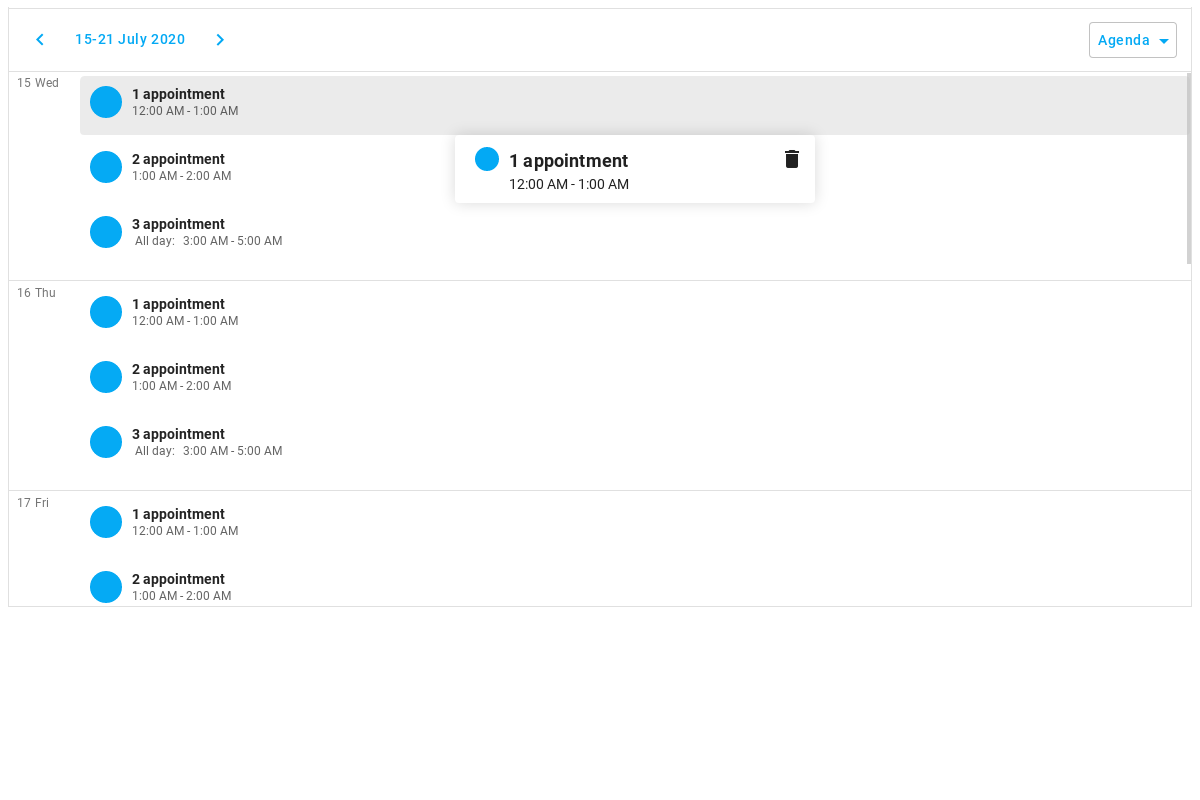 15-21 July 2020
Agenda
15 Wed
1 appointment
12:00 AM - 1:00 AM
2 appointment
1:00 AM - 2:00 AM
1 appointment
12:00 AM - 1:00 AM
3 appointment
All day: 3:00 AM - 5:00 AM
16 Thu
1 appointment
12:00 AM - 1:00 AM
2 appointment
1:00 AM - 2:00 AM
3 appointment
All day: 3:00 AM - 5:00 AM
17 Fri
1 appointment
12:00 AM - 1:00 AM
2 appointment
1:00 AM - 2:00 AM